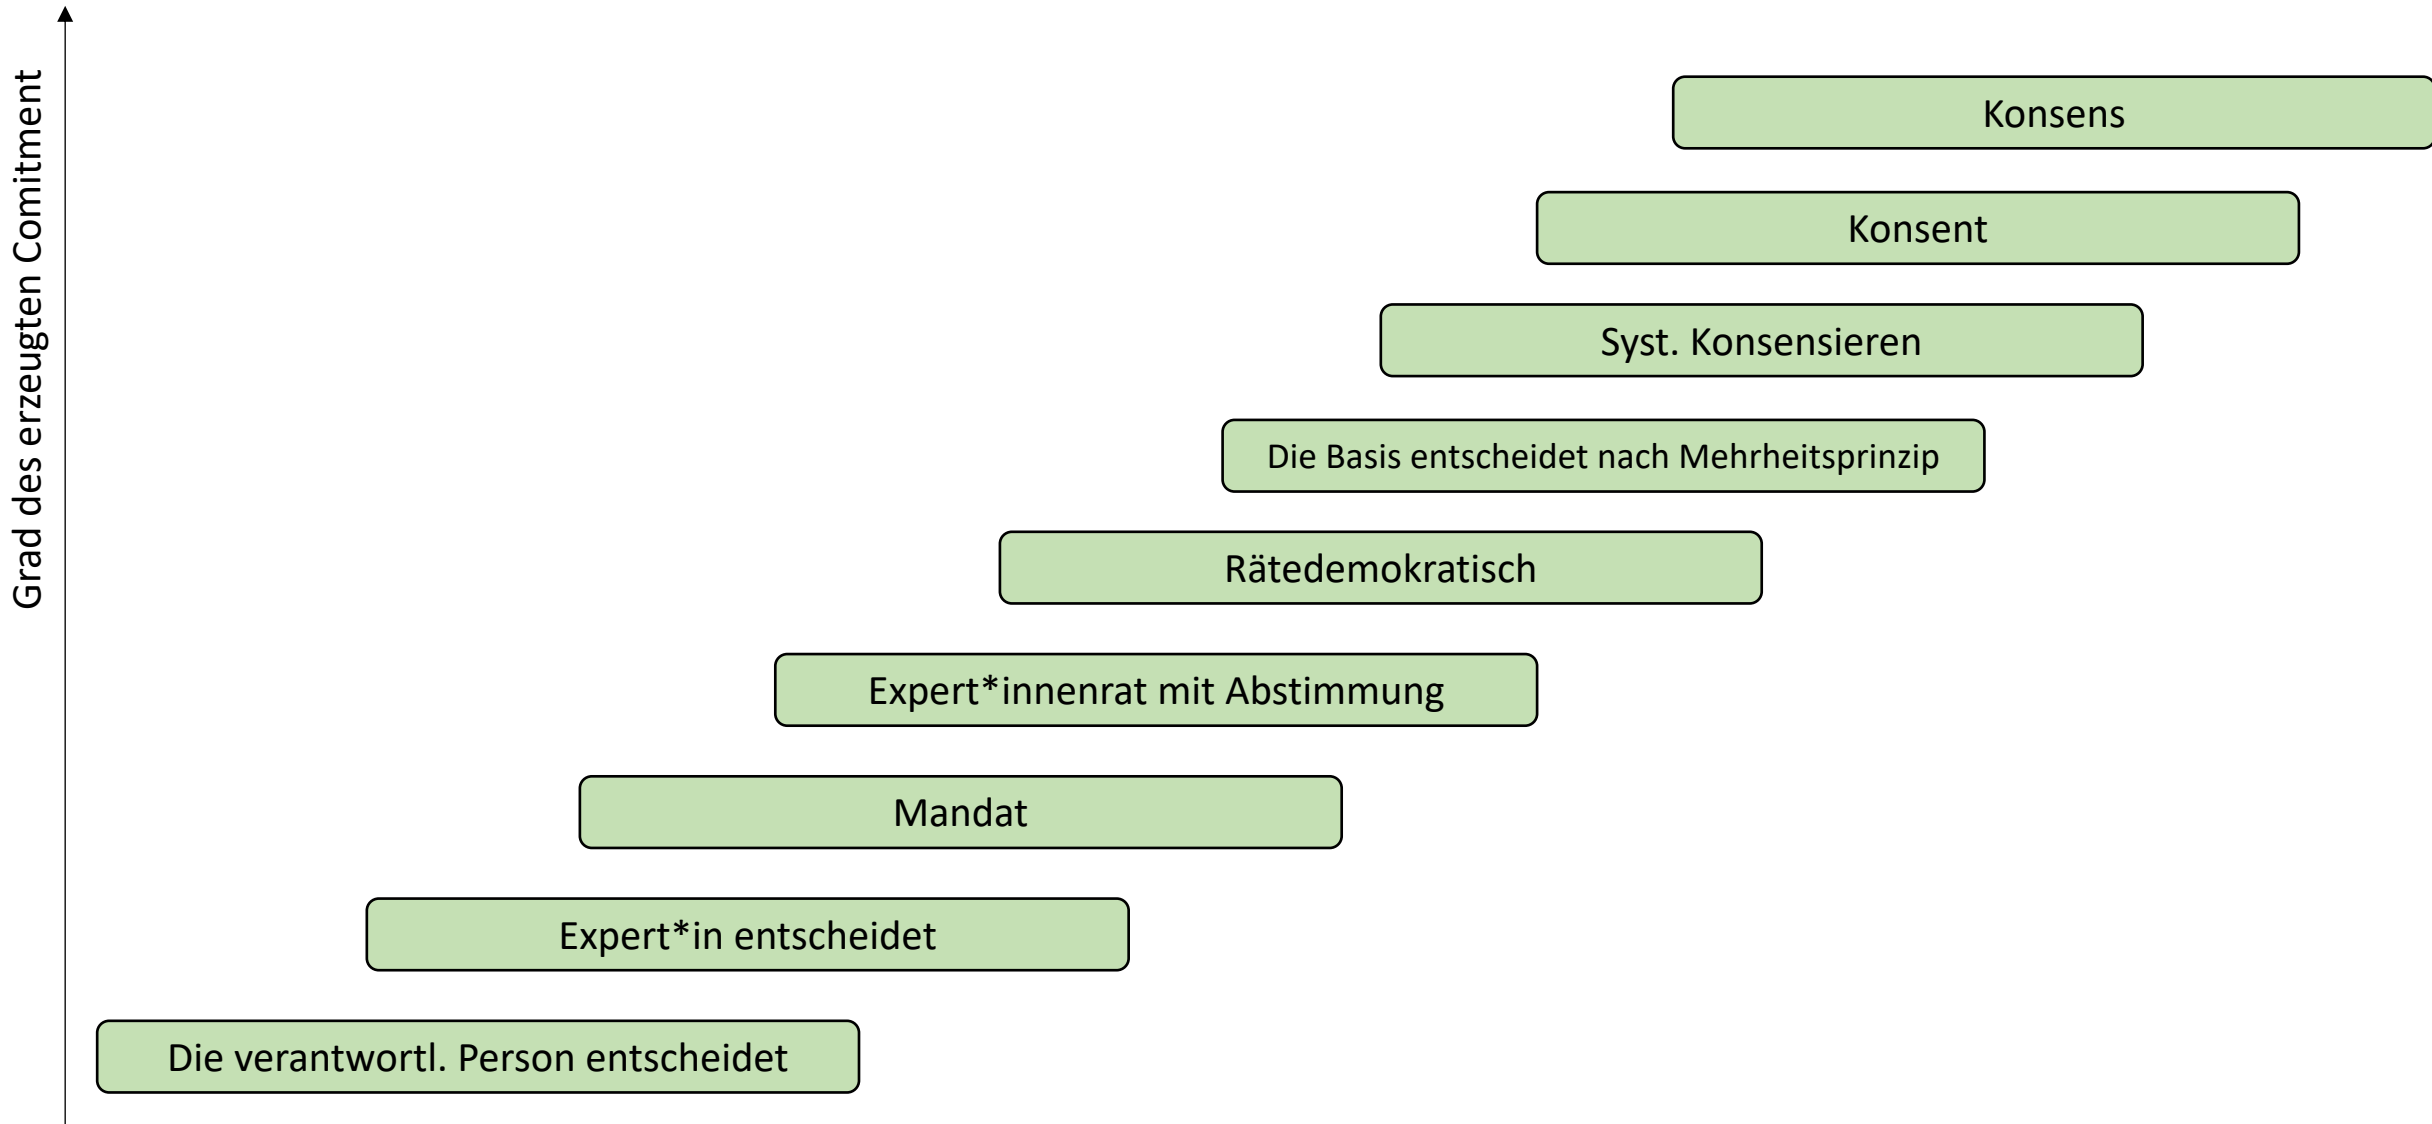 Grad des erzeugten Comitment
Konsens
Konsent
Syst. Konsensieren
Die Basis entscheidet nach Mehrheitsprinzip
Rätedemokratisch
Expert*innenrat mit Abstimmung
Mandat
Expert*in entscheidet
Die verantwortl. Person entscheidet